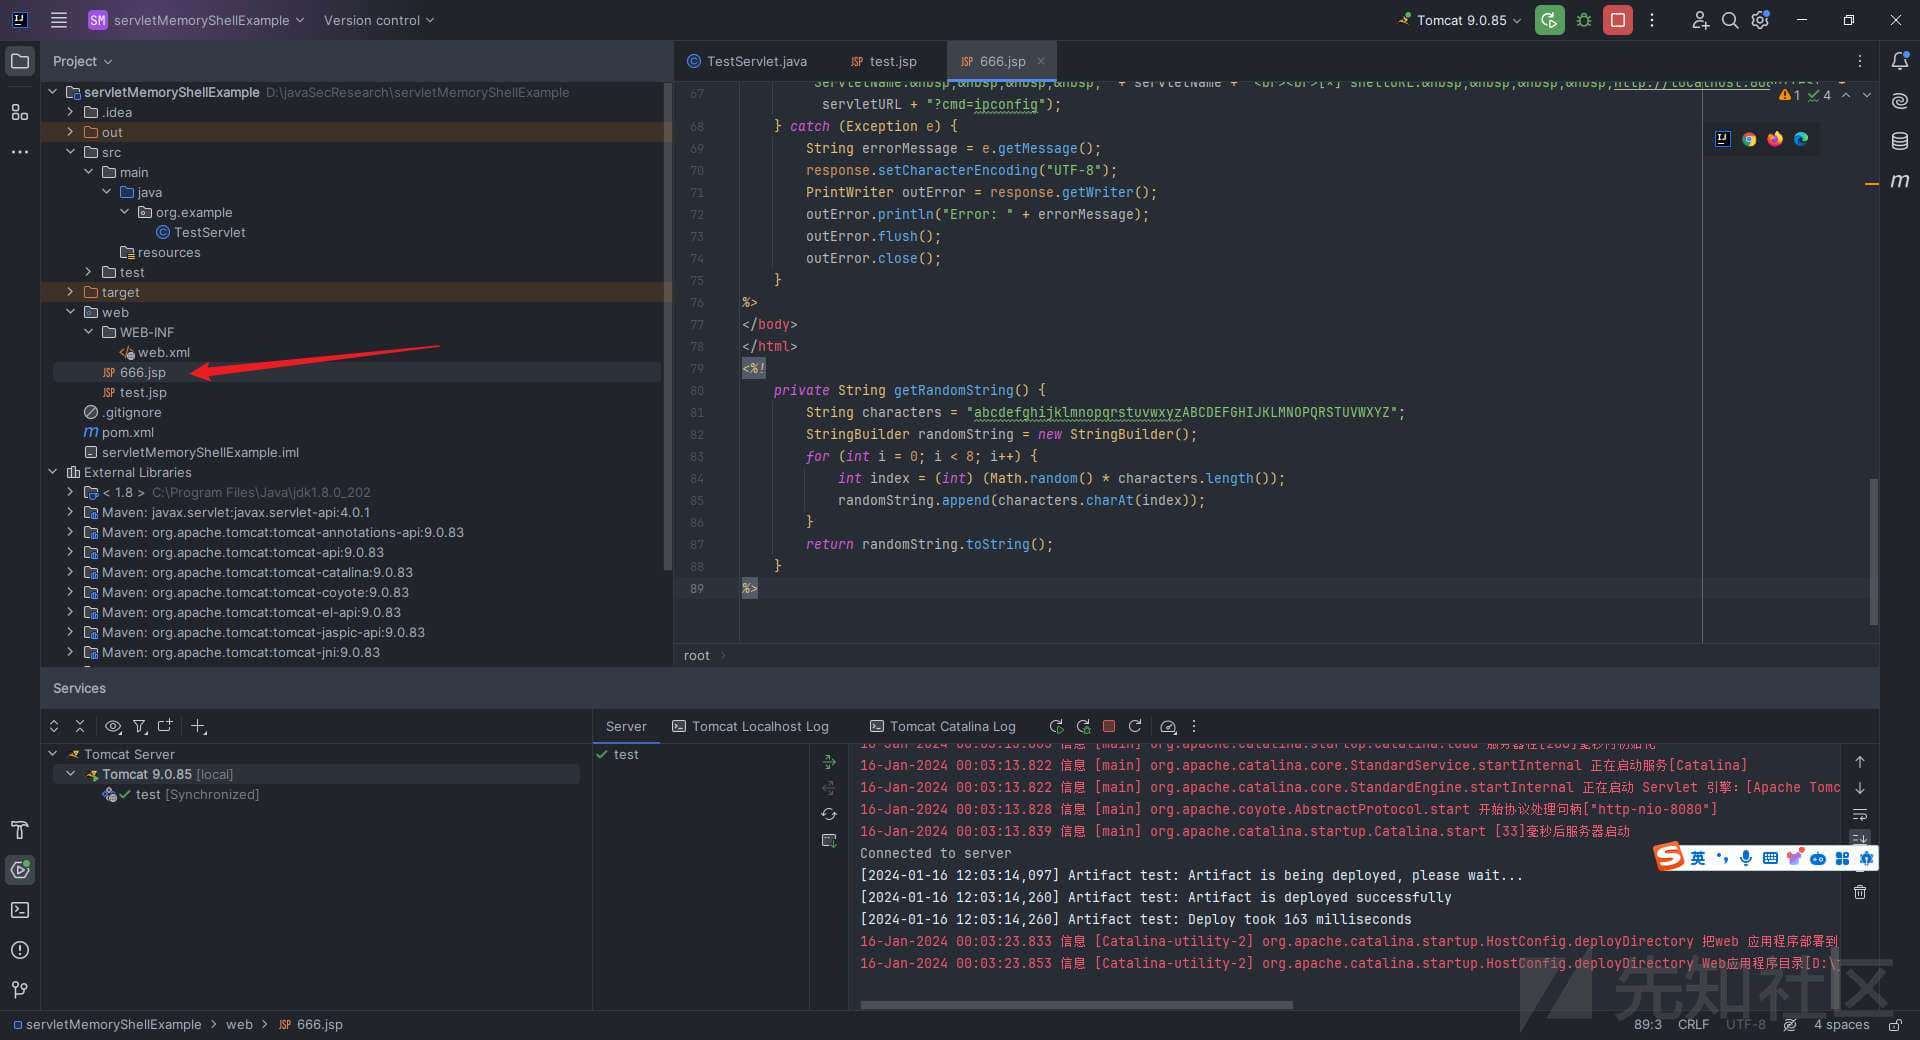 SM servletMemoryShellExample Version control Tomcat 9.0.85
Project
TestServlet.java
JSP test.jsp
JSP 666.jsp
servletMemoryShellExample D:\javaSecResearch\servletMemoryShellExample
.idea
out
src
main
java
org.example
TestServlet
resources
test
target
web
WEB-INF
web.xml
JSP 666.jsp
JSP test.jsp
.gitignore
m pom.xml
servletMemoryShellExample.iml
External Libraries
< 1.8 > C:\Program Files\Java\jdk1.8.0_202
Maven: javax.servlet:javax.servlet-api:4.0.1
Maven: org.apache.tomcat:tomcat-annotations-api:9.0.83
Maven: org.apache.tomcat:tomcat-api:9.0.83
Maven: org.apache.tomcat:tomcat-catalina:9.0.83
Maven: org.apache.tomcat:tomcat-coyote:9.0.83
Maven: org.apache.tomcat:tomcat-el-api:9.0.83
Maven: org.apache.tomcat:tomcat-jaspic-api:9.0.83
Maven: org.apache.tomcat:tomcat-jni:9.0.83
67
servletURL + "?cmd=ipconfig");
1 4
68 } catch (Exception e) {
69 String errorMessage = e.getMessage();
70 response.setCharacterEncoding("UTF-8");
71 PrintWriter outError = response.getWriter();
72 outError.println("Error: " + errorMessage);
73 outError.flush();
74 outError.close();
75 }
76 %>
77 </body>
78 </html>
79 <%!
80 private String getRandomString() {
81 String characters = "abcdefghijklmnopqrstuvwxyzABCDEFGHIJKLMNOPQRSTUVWXYZ";
82 StringBuilder randomString = new StringBuilder();
83 for (int i = 0; i < 8; i++) {
84 int index = (int) (Math.random() * characters.length());
85 randomString.append(characters.charAt(index));
86 }
87 return randomString.toString();
88 }
89 %>
root
Services
Server Tomcat Localhost Log Tomcat Catalina Log
Tomcat Server
Tomcat 9.0.85 [local]
test [Synchronized]
test
16-Jan-2024 00:03:13.822 信息 [main] org.apache.catalina.core.StandardService.startInternal 正在启动服务[Catalina]
16-Jan-2024 00:03:13.822 信息 [main] org.apache.catalina.core.StandardEngine.startInternal 正在启动 Servlet 引擎：[Apache Tomc
16-Jan-2024 00:03:13.828 信息 [main] org.apache.coyote.AbstractProtocol.start 开始协议处理句柄["http-nio-8080"]
16-Jan-2024 00:03:13.839 信息 [main] org.apache.catalina.startup.Catalina.start [33]毫秒后服务器启动
Connected to server
[2024-01-16 12:03:14,097] Artifact test: Artifact is being deployed, please wait...
[2024-01-16 12:03:14,260] Artifact test: Artifact is deployed successfully
[2024-01-16 12:03:14,260] Artifact test: Deploy took 163 milliseconds
16-Jan-2024 00:03:23.833 信息 [Catalina-utility-2] org.apache.catalina.startup.HostConfig.deployDirectory 把web 应用程序部署到
16-Jan-2024 00:03:23.853 信息 [Catalina-utility-2] org.apache.catalina.startup.HostConfig.deployDirectory Web应用程序目录[D:\
英
先知社区
servletMemoryShellExample > web > JSP 666.jsp
89:3 CRLF UTF-8 4 spaces